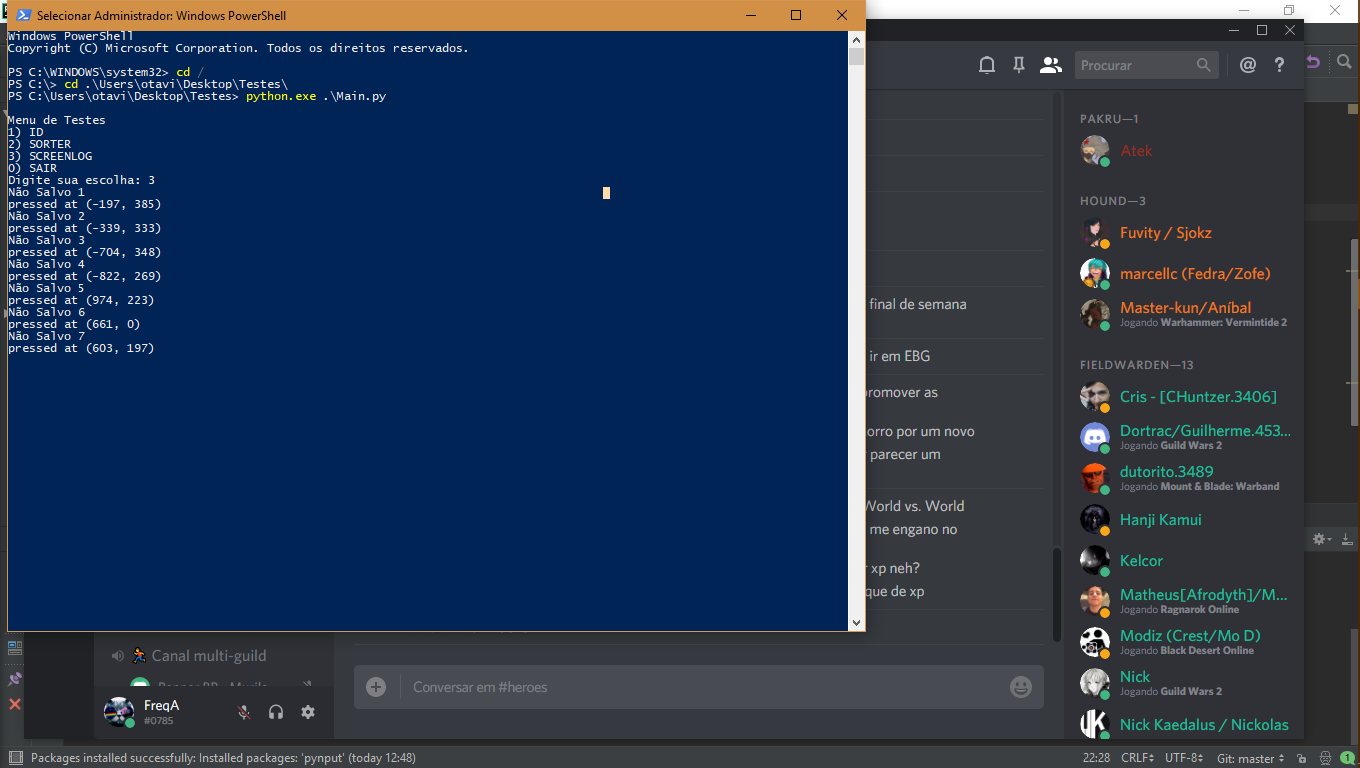 Selecionar Administrador: Windows PowerShell
Windows PowerShell
Copyright (C) Microsoft Corporation. Todos os direitos reservados.
PS C:\WINDOWS\system32> cd /
PS C:\> cd .\Users\otavi\Desktop\Testes\
PS C:\Users\otavi\Desktop\Testes> python.exe .\Main.py
Menu de Testes
1) ID
2) SORTER
3) SCREENLOG
0) SAIR
Digite sua escolha: 3
Não Salvo 1
pressed at (-197, 385)
Não Salvo 2
pressed at (-339, 333)
Não Salvo 3
pressed at (-704, 348)
Não Salvo 4
pressed at (-822, 269)
Não Salvo 5
pressed at (974, 223)
Não Salvo 6
pressed at (661, 0)
Não Salvo 7
pressed at (603, 197)
Procurar
final de semana
ir em EBG
promover as
orro por um novo
parecer um
World vs. World
me engano no
xp neh?
que de xp
PAKRU—1
Atek
HOUND—3
Fuvity / Sjokz
marcellc (Fedra/Zofe)
Master-kun/Aníbal
Jogando Warhammer: Vermintide 2
FIELDWARDEN—13
Cris - [CHuntzer.3406]
Dortrac/Guilherme.453...
Jogando Guild Wars 2
dutorito.3489
Jogando Mount & Blade: Warband
Hanji Kamui
Kelcor
Matheus[Afrodyth]/M...
Jogando Ragnarok Online
Modiz (Crest/Mo D)
Jogando Black Desert Online
Nick
Jogando Guild Wars 2
Nick Kaedalus / Nickolas
Canal multi-guild
FreqA
#0785
Conversar em #heroes
Packages installed successfully: Installed packages: 'pynput' (today 12:48)
22:28 CRLF UTF-8 Git: master 1